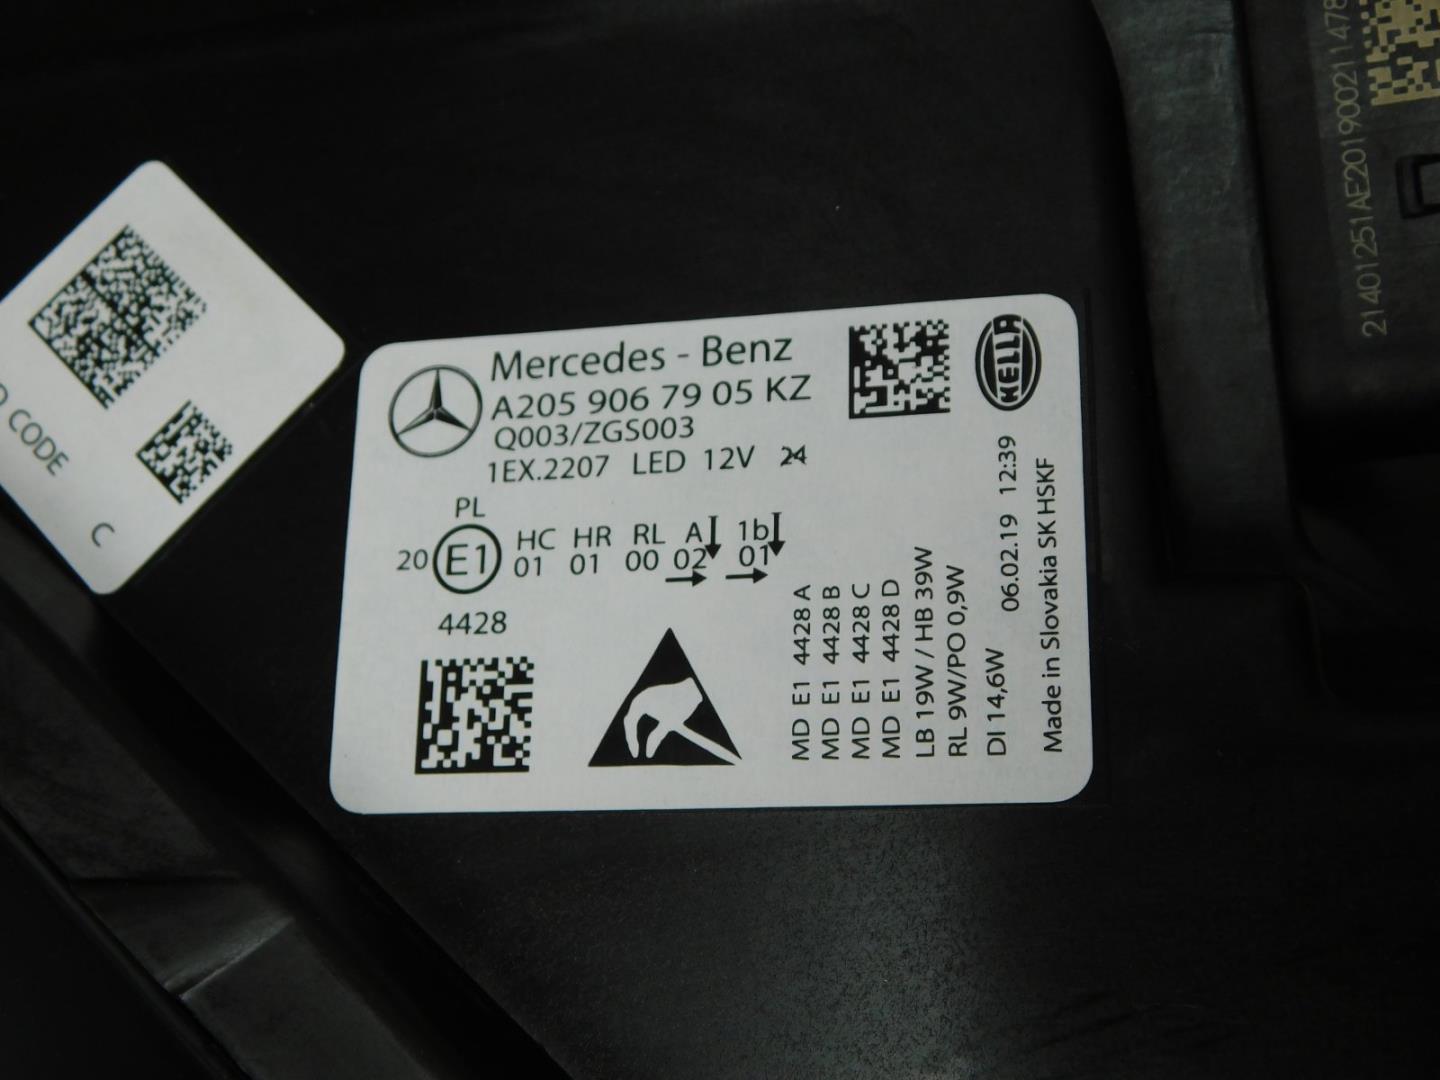 Mercedes - Benz
A205 906 79 05 KZ
Q003/ZGS003
1EX.2207 LED 12V 24
HELLA
PL
20 E1 HC HR RL A 1b
01 01 00 02 01
4428
MD E1 4428 A
MD E1 4428 B
MD E1 4428 C
MD E1 4428 D
LB 19W / HB 39W
RL 9W/PO 0,9W
DI 14,6W
06.02.19 12:39
Made in Slovakia SK HSKF
CODE
C
21401251AE201900211478